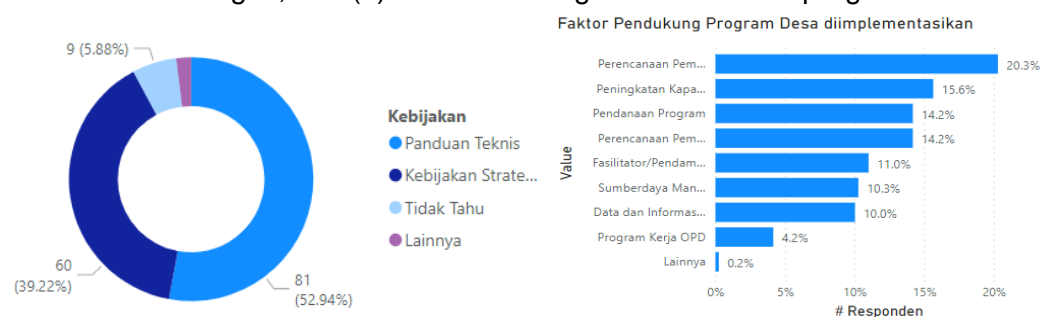 Faktor Pendukung Program Desa diimplementasikan
9 (5.88%)
60
(39.22%)
81
(52.94%)
Kebijakan
Panduan Teknis
Kebijakan Strate...
Tidak Tahu
Lainnya
Value
Perencanaan Pem... 20.3%
Peningkatan Kapa... 15.6%
Pendanaan Program 14.2%
Perencanaan Pem... 14.2%
Fasilitator/Pendam... 11.0%
Sumberdaya Man... 10.3%
Data dan Informas... 10.0%
Program Kerja OPD 4.2%
Lainnya 0.2%
0% 5% 10% 15% 20%
# Responden